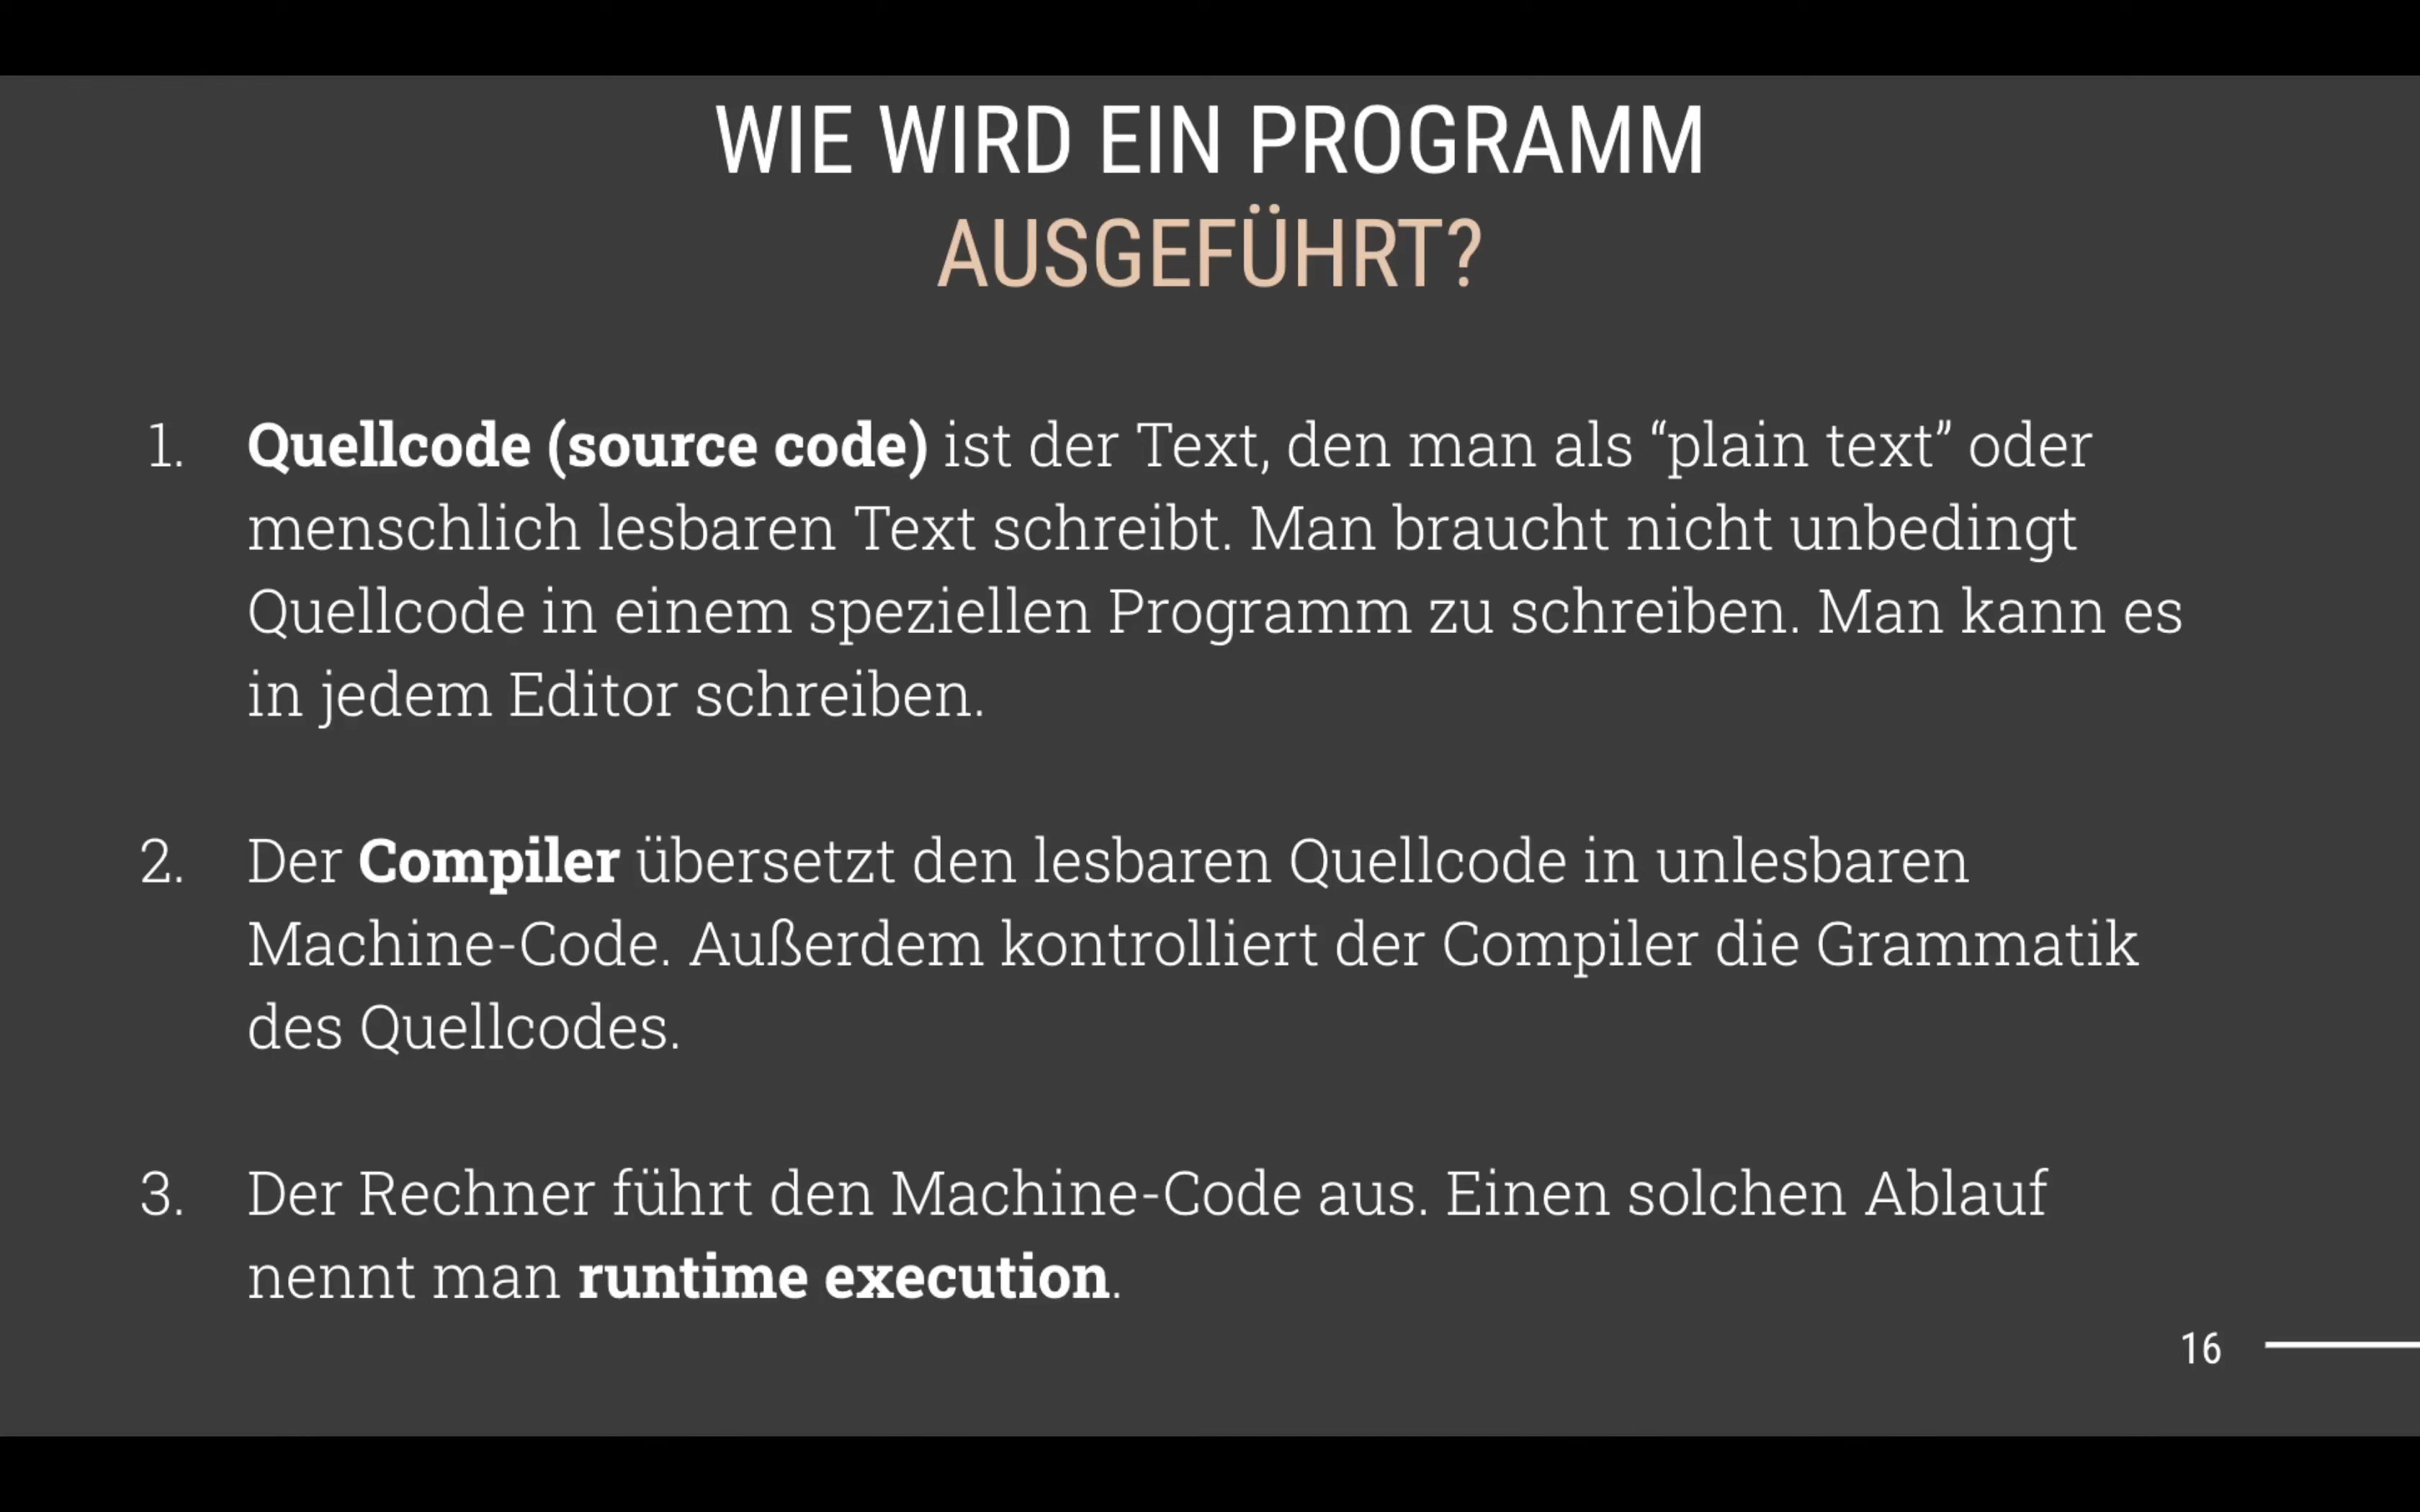 WIE WIRD EIN PROGRAMM
AUSGEFÜHRT?
1. Quellcode (source code) ist der Text, den man als “plain text” oder
menschlich lesbaren Text schreibt. Man braucht nicht unbedingt
Quellcode in einem speziellen Programm zu schreiben. Man kann es
in jedem Editor schreiben.
2. Der Compiler übersetzt den lesbaren Quellcode in unlesbaren
Machine-Code. Außerdem kontrolliert der Compiler die Grammatik
des Quellcodes.
3. Der Rechner führt den Machine-Code aus. Einen solchen Ablauf
nennt man runtime execution.
16